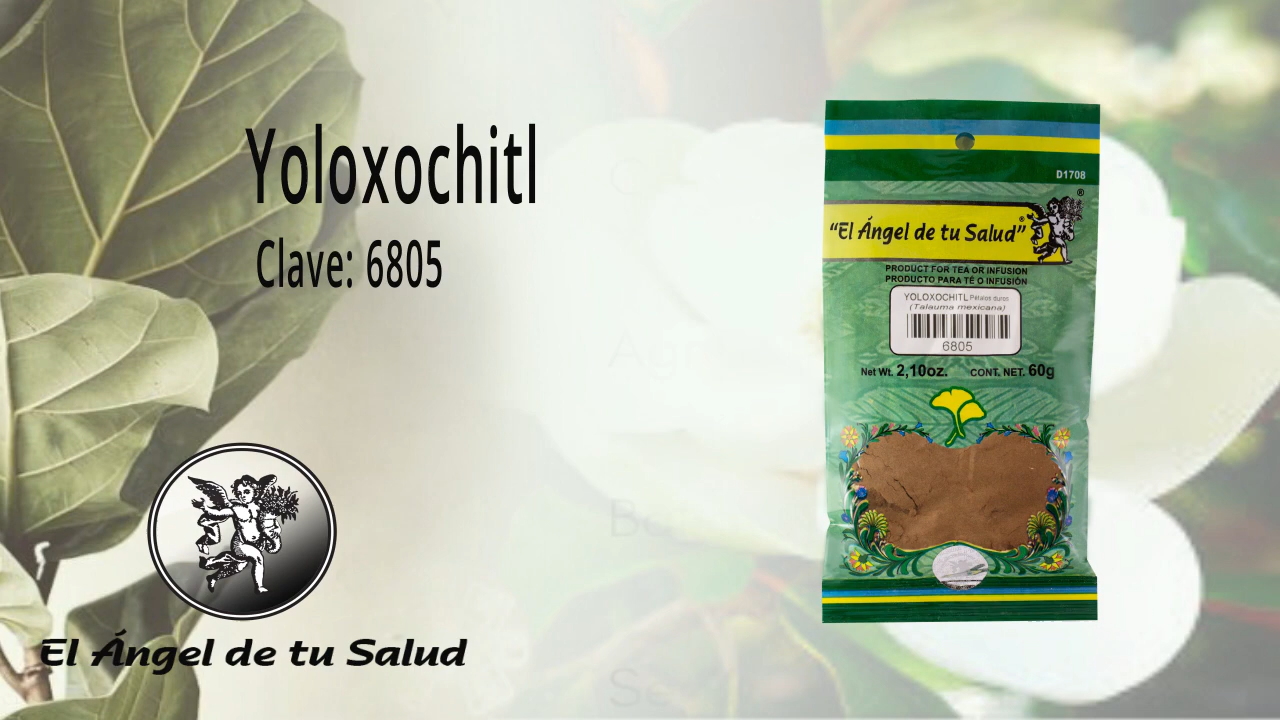 Yoloxochitl
Clave: 6805
El Ángel de tu Salud
D1708
®
"El Ángel de tu Salud"®
PRODUCT FOR TEA OR INFUSION
PRODUCTO PARA TÉ O INFUSIÓN
YOLOXOCHITL Pétalos duros
(Talauma mexicana)
6805
Net Wt. 2,10oz. CONT. NET. 60g